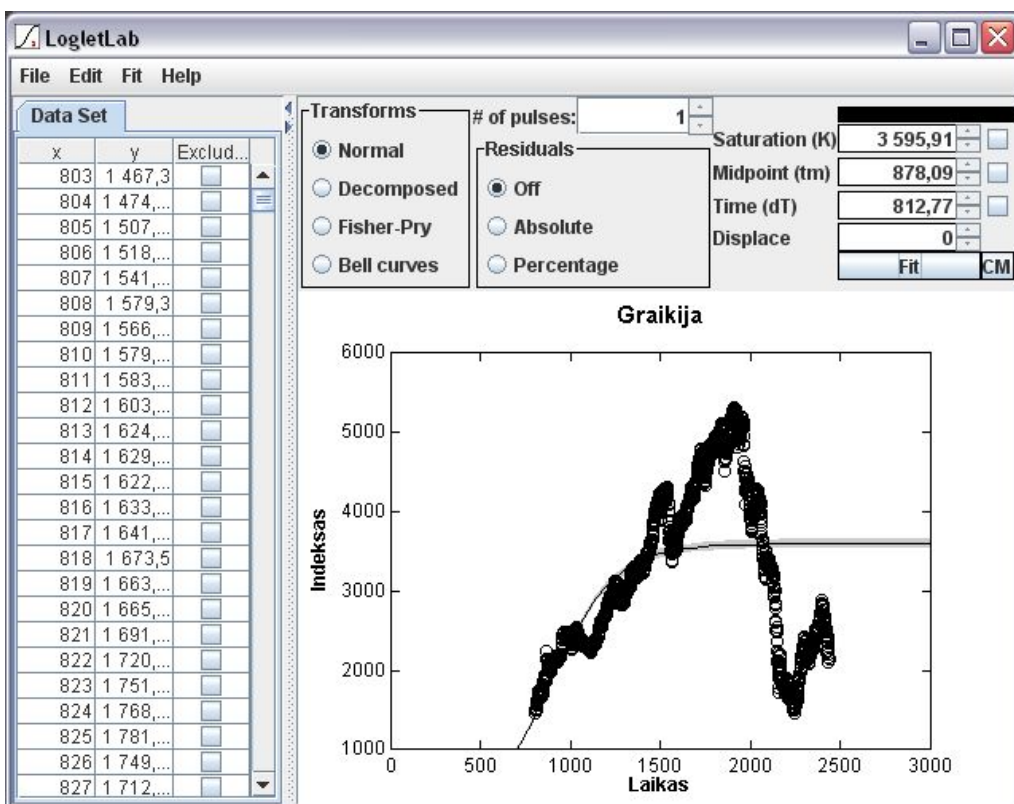 LogletLab
File Edit Fit Help
Data Set
x y Exclud...
803 1 467,3
804 1 474,...
805 1 507,...
806 1 518,...
807 1 541,...
808 1 579,3
809 1 566,...
810 1 579,...
811 1 583,...
812 1 603,...
813 1 624,...
814 1 629,...
815 1 622,...
816 1 633,...
817 1 641,...
818 1 673,5
819 1 663,...
820 1 665,...
821 1 691,...
822 1 720,...
823 1 751,...
824 1 768,...
825 1 781,...
826 1 749,...
827 1 712,...
Transforms
Normal
Decomposed
Fisher-Pry
Bell curves
# of pulses: 1
Residuals
Off
Absolute
Percentage
Saturation (K) 3 595,91
Midpoint (tm) 878,09
Time (dT) 812,77
Displace 0
Fit CM
Graikija
6000
5000
4000
3000
2000
1000
Indeksas
0 500 1000 1500 2000 2500 3000
Laikas